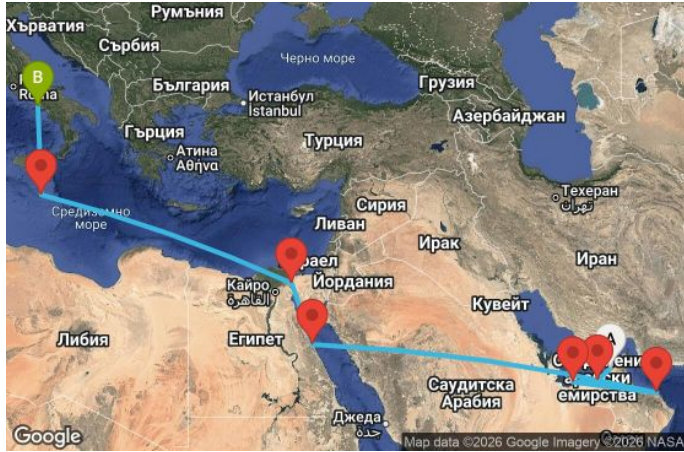 Румъния
Хърватия
Сърбия
Черно море
B
Roma
България
Истанбул
İstanbul
Грузия
Азербайджан
Гърция
Атина
Αθήνα
Турция
Техеран
تهران
Средиземно
море
Сирия
Ливан
Ирак
Иран
Кайро
القاهرة
Йордания
Кувейт
A
Либия
Египет
Саудитска
Арабия
емирства
Джеда
جدة
Google
Map data ©2026 Google Imagery ©2026 NASA